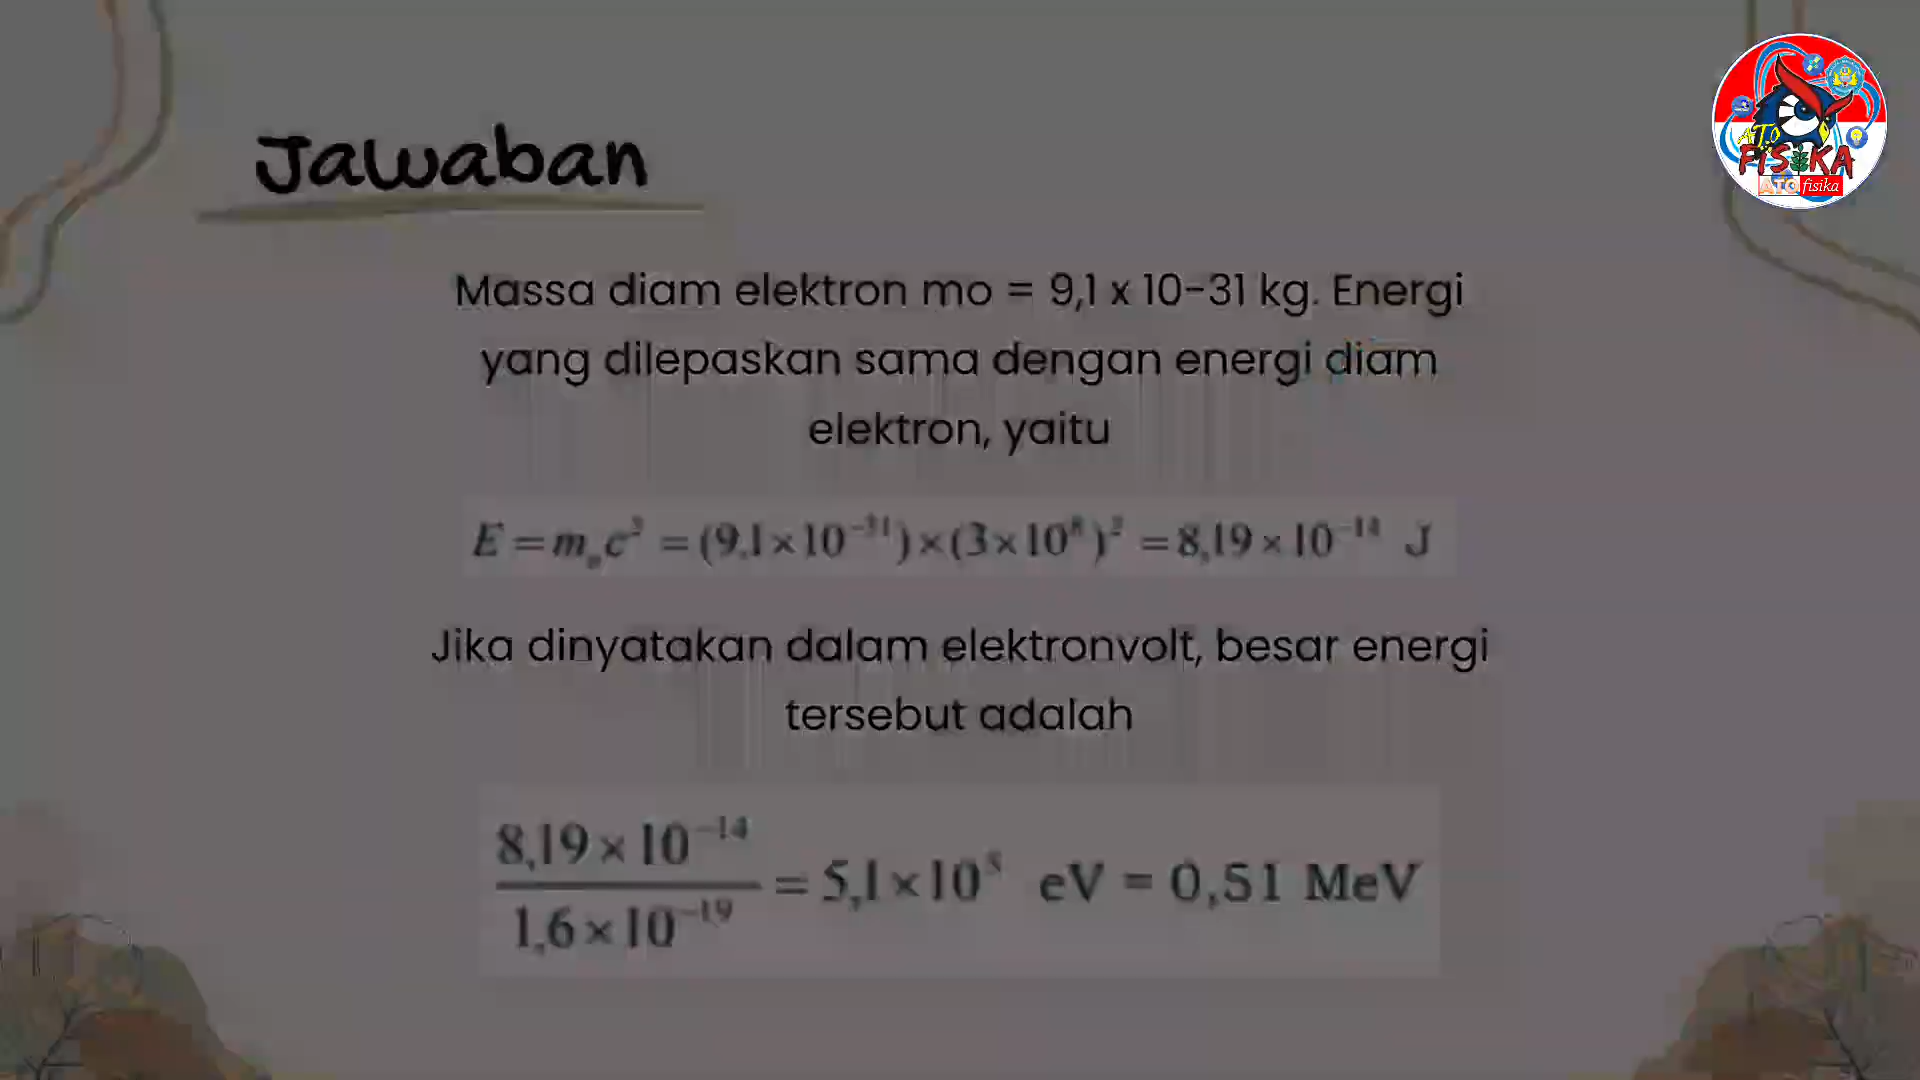 Jawaban
ATO
FISIKA
ATO fisika
Massa diam elektron mo = 9,1 x 10-31 kg. Energi
yang dilepaskan sama dengan energi diam
elektron, yaitu
E = mₒc² = (9,1×10⁻³¹)×(3×10⁸)² = 8,19×10⁻¹⁴ J
Jika dinyatakan dalam elektronvolt, besar energi
tersebut adalah
8,19×10⁻¹⁴
= 5,1×10⁵ eV = 0,51 MeV
1,6×10⁻¹⁹